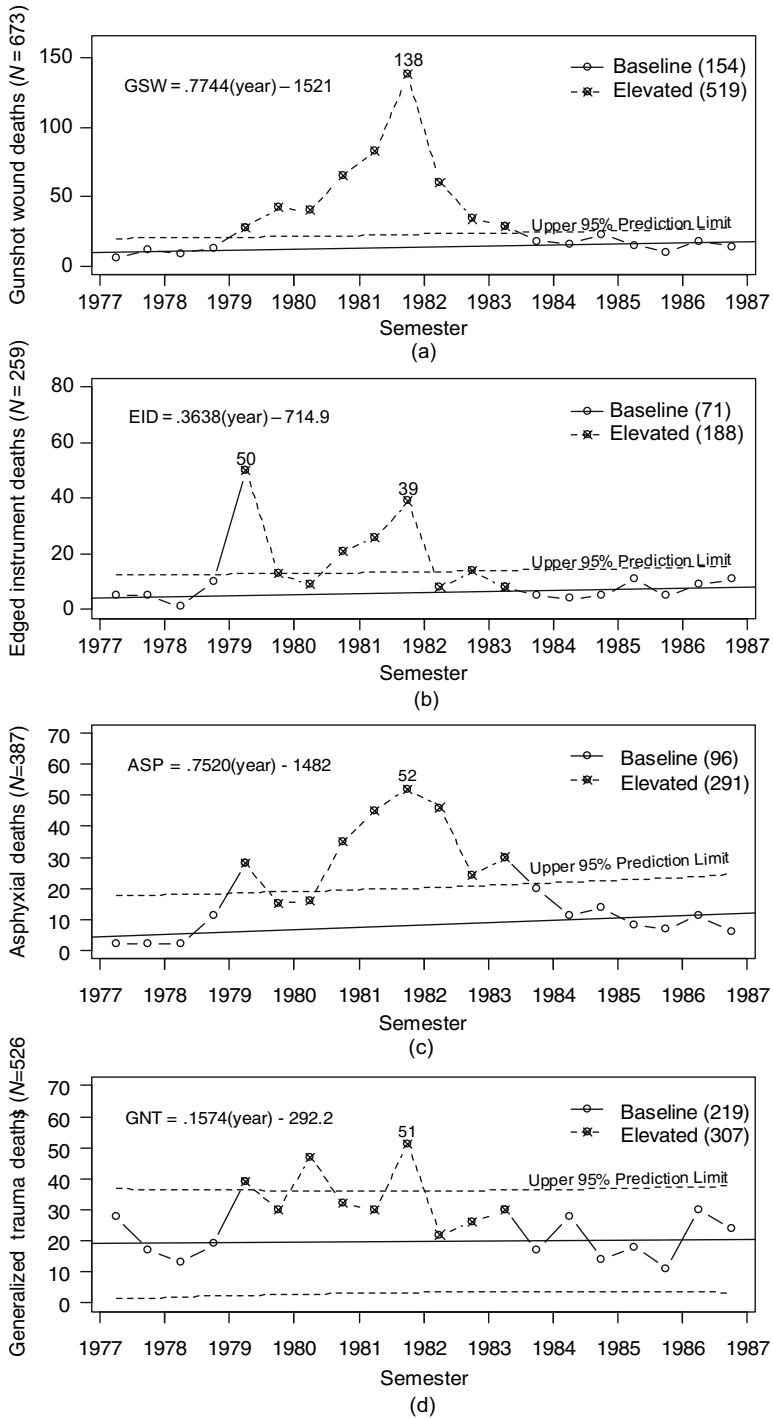 Gunshot wound deaths (N = 673)
150
100
50
0
GSW = .7744(year) – 1521
138
Baseline (154)
Elevated (519)
Upper 95% Prediction Limit
1977 1978 1979 1980 1981 1982 1983 1984 1985 1986 1987
Semester
(a)
Edged instrument deaths (N = 259)
80
60
40
20
0
EID = .3638(year) – 714.9
50
39
Baseline (71)
Elevated (188)
Upper 95% Prediction Limit
1977 1978 1979 1980 1981 1982 1983 1984 1985 1986 1987
Semester
(b)
Asphyxial deaths (N=387)
70
60
50
40
30
20
10
0
ASP = .7520(year) - 1482
52
Baseline (96)
Elevated (291)
Upper 95% Prediction Limit
1977 1978 1979 1980 1981 1982 1983 1984 1985 1986 1987
Semester
(c)
Generalized trauma deaths (N=526
70
60
50
40
30
20
10
0
GNT = .1574(year) - 292.2
51
Baseline (219)
Elevated (307)
Upper 95% Prediction Limit
1977 1978 1979 1980 1981 1982 1983 1984 1985 1986 1987
Semester
(d)